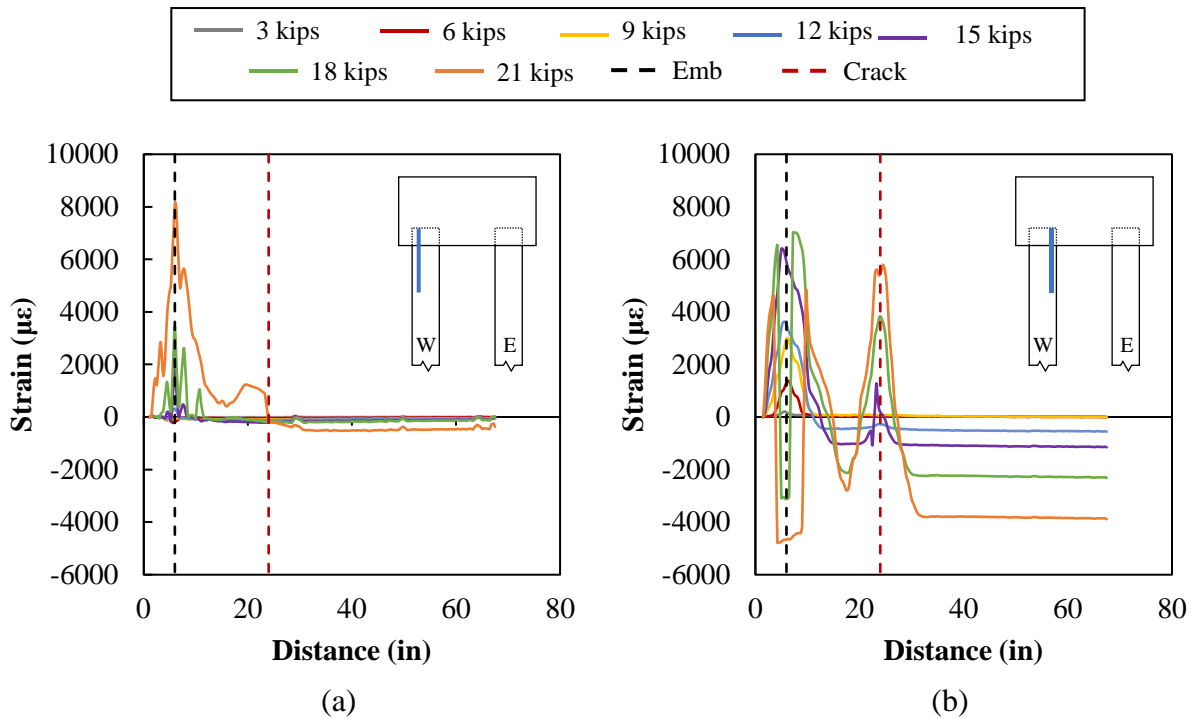 3 kips 6 kips 9 kips 12 kips 15 kips
18 kips 21 kips Emb Crack
10000
8000
6000
4000
2000
0
-2000
-4000
-6000
Strain (με)
W E
0 20 40 60 80
Distance (in)
(a)
10000
8000
6000
4000
2000
0
-2000
-4000
-6000
Strain (με)
W E
0 20 40 60 80
Distance (in)
(b)